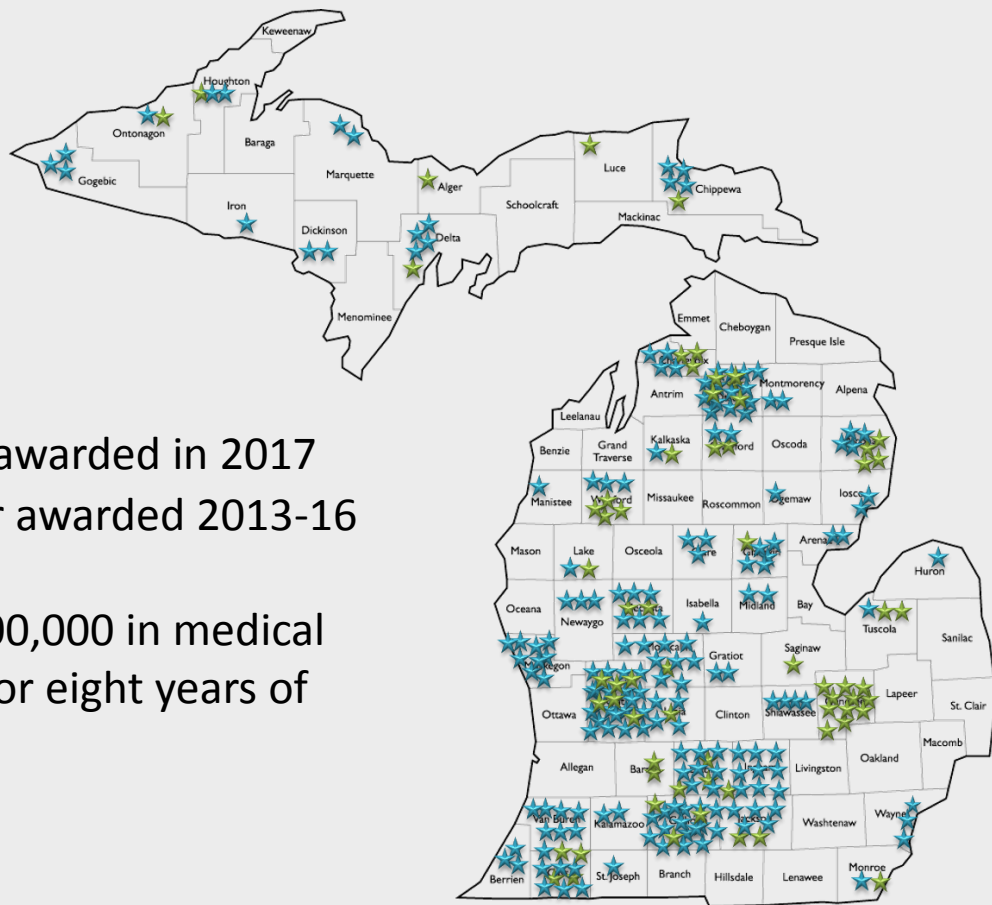 Keweenaw
Houghton
Ontonagon
Baraga
Gogebic
Marquette
Alger
Luce
Chippewa
Iron
Schoolcraft
Mackinac
Dickinson
Delta
Menominee
Emmet
Cheboygan
Presque Isle
Antrim
Montmorency
Alpena
Leelanau
awarded in 2017
r awarded 2013-16
00,000 in medical
or eight years of
Benzie
Grand
Traverse
Kalkaska
Oscoda
Manistee
Missaukee
Roscommon
Iosco
Mason
Lake
Osceola
Huron
Oceana
Newaygo
Isabella
Midland
Bay
Tuscola
Sanilac
Gratiot
Saginaw
Ottawa
Clinton
Shiawassee
Lapeer
St. Clair
Macomb
Allegan
Livingston
Oakland
Van Buren
Kalamazoo
Washtenaw
Wayne
Berrien
St. Joseph
Branch
Hillsdale
Lenawee
Monroe